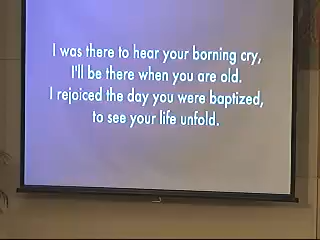 I was there to hear your borning cry,
I'll be there when you are old.
I rejoiced the day you were baptized,
to see your life unfold.